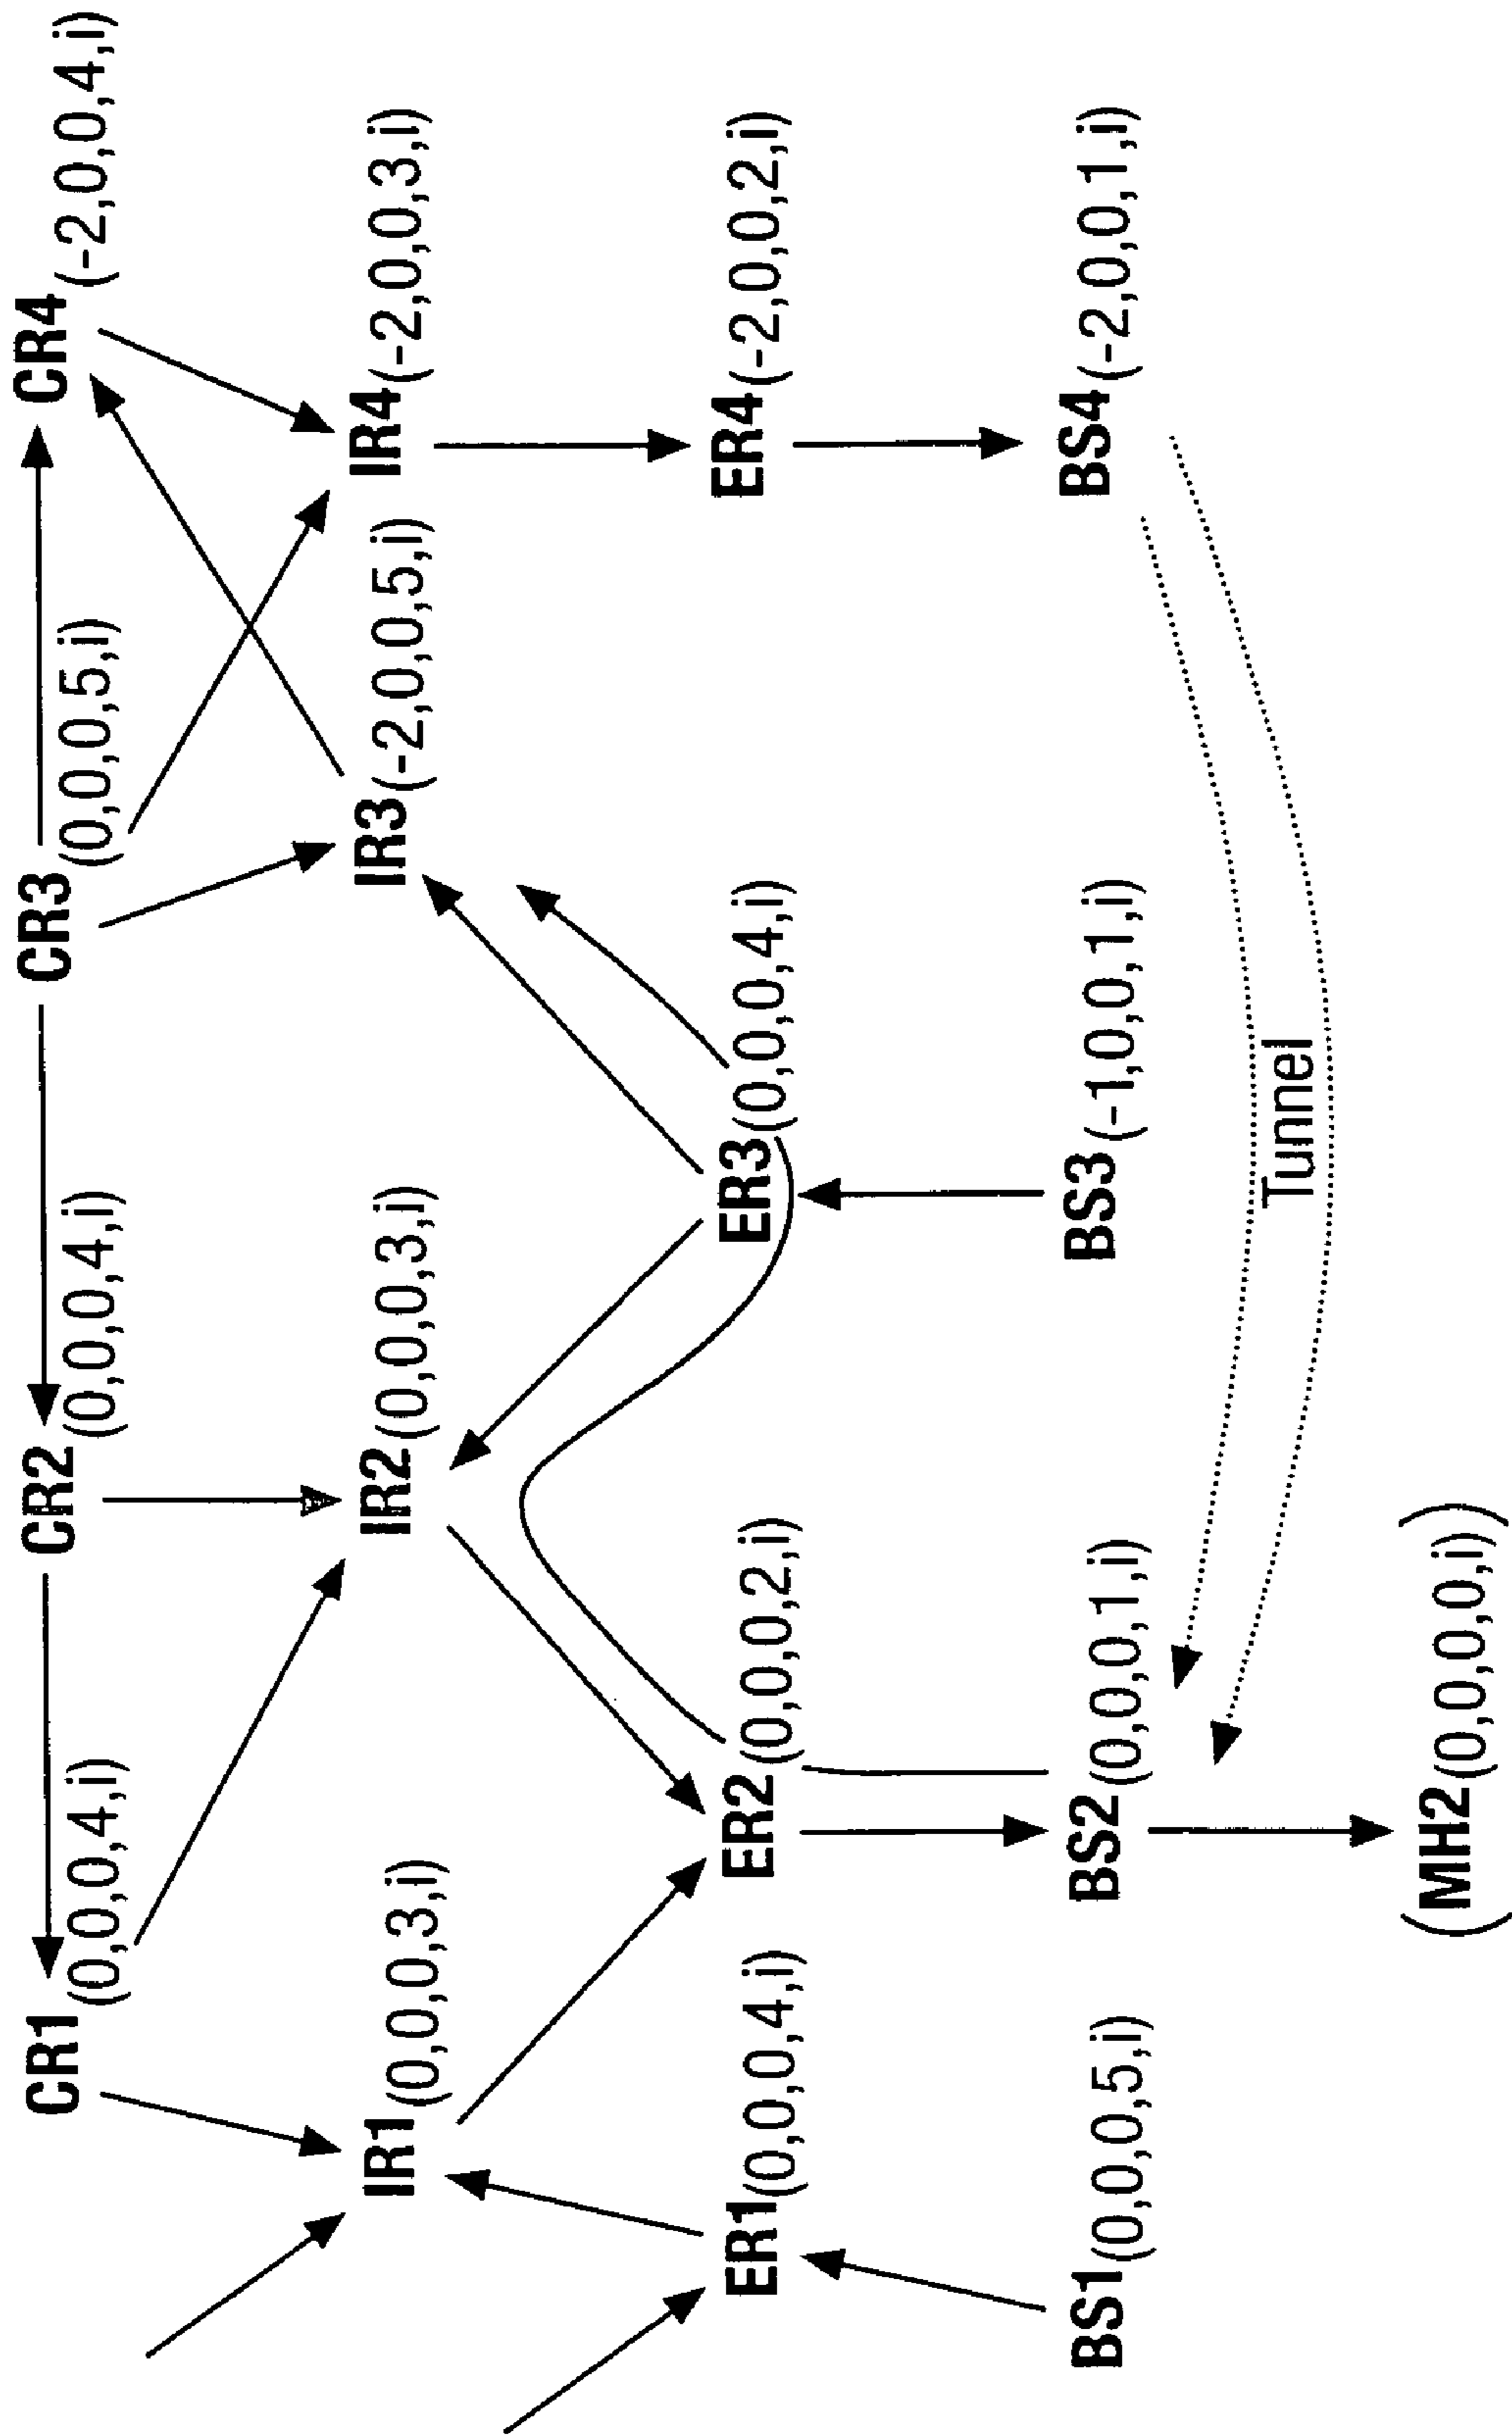 CR1(0,0,0,4,i)
CR2(0,0,0,4,i)
CR3(0,0,0,5,i)
CR4(-2,0,0,4,i)
IR1(0,0,0,3,i)
IR2(0,0,0,3,i)
IR3(-2,0,0,5,i)
IR4(-2,0,0,3,i)
ER1(0,0,0,4,i)
ER2(0,0,0,2,i)
ER3(0,0,0,4,i)
ER4(-2,0,0,2,i)
BS1(0,0,0,5,i)
BS2(0,0,0,1,i)
BS3(-1,0,0,1,i)
BS4(-2,0,0,1,i)
Tunnel
(MH2(0,0,0,0,i))